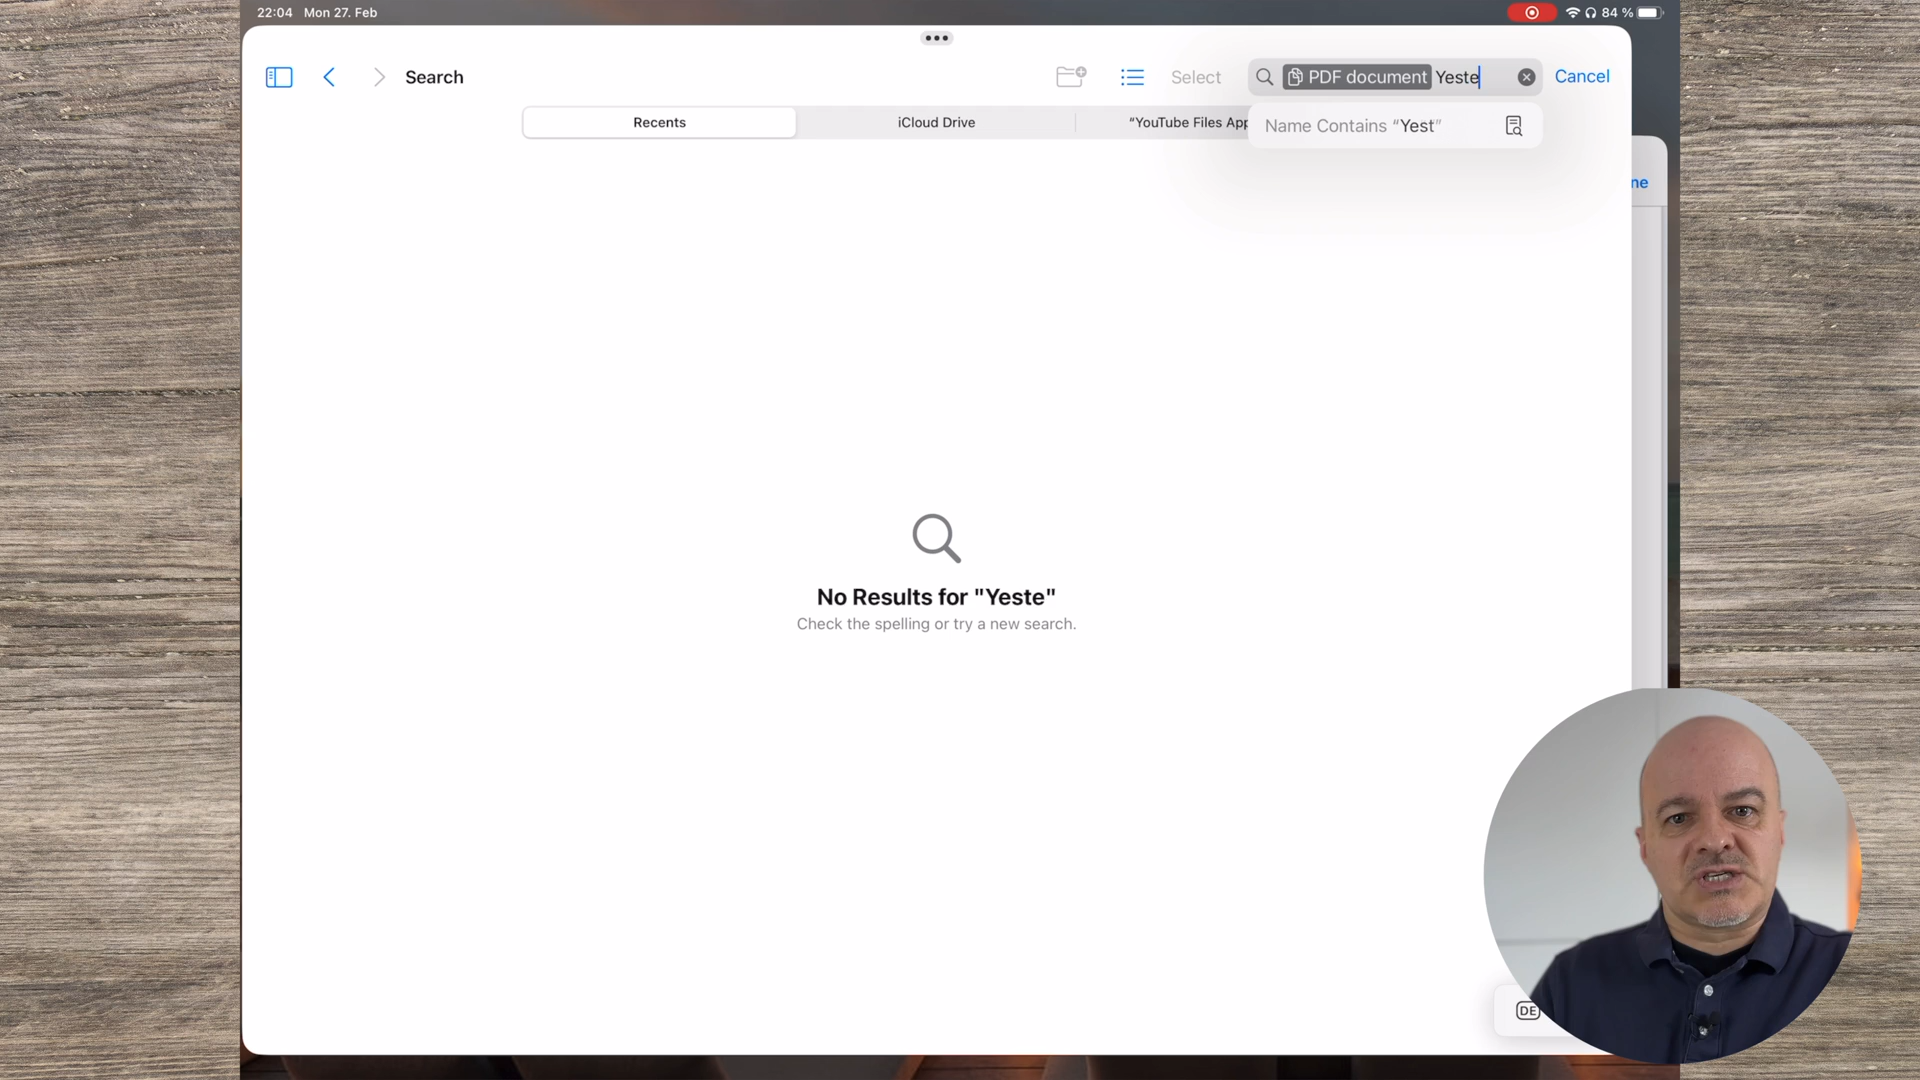 22:04 Mon 27. Feb
84 %
Search
Select
PDF document Yeste
Cancel
Recents
iCloud Drive
“YouTube Files App
Name Contains “Yest”
ne
No Results for "Yeste"
Check the spelling or try a new search.
DE